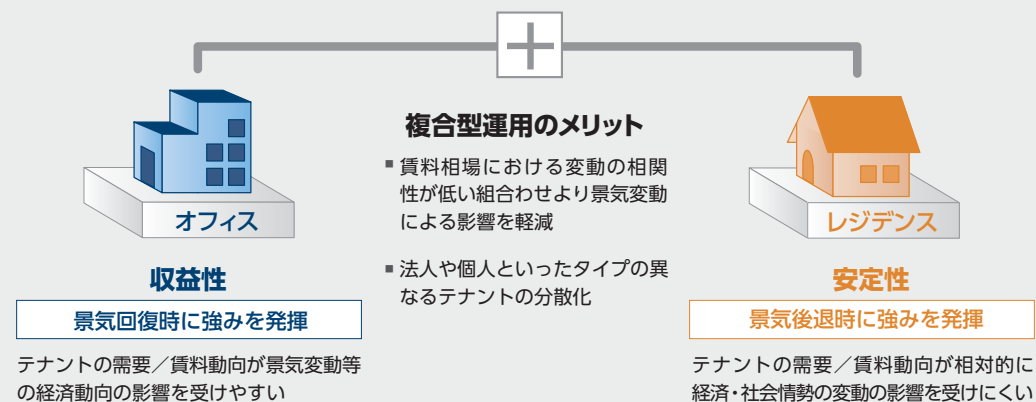 オフィス
収益性
景気回復時に強みを発揮
テナントの需要／賃料動向が景気変動等
の経済動向の影響を受けやすい
複合型運用のメリット
■ 賃料相場における変動の相関
性が低い組合わせより景気変動
による影響を軽減
■ 法人や個人といったタイプの異
なるテナントの分散化
レジデンス
安定性
景気後退時に強みを発揮
テナントの需要／賃料動向が相対的に
経済・社会情勢の変動の影響を受けにくい